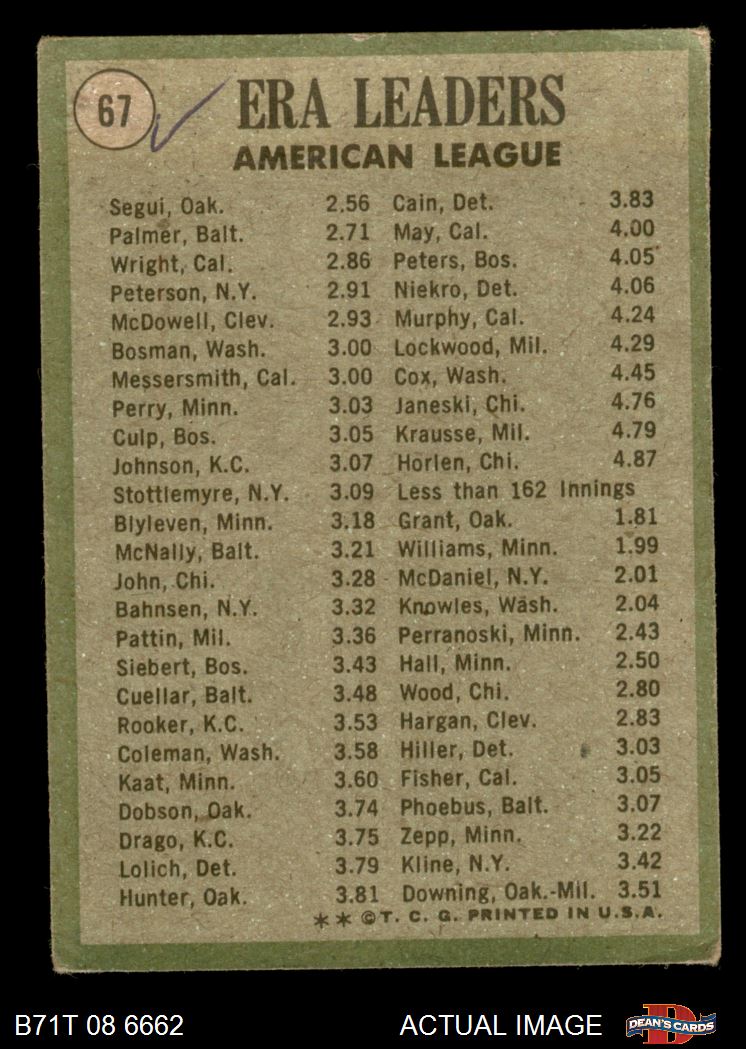 67
ERA LEADERS
AMERICAN LEAGUE
Segui, Oak. 2.56
Palmer, Balt. 2.71
Wright, Cal. 2.86
Peterson, N.Y. 2.91
McDowell, Clev. 2.93
Bosman, Wash. 3.00
Messersmith, Cal. 3.00
Perry, Minn. 3.03
Culp, Bos. 3.05
Johnson, K.C. 3.07
Stottlemyre, N.Y. 3.09
Blyleven, Minn. 3.18
McNally, Balt. 3.21
John, Chi. 3.28
Bahnsen, N.Y. 3.32
Pattin, Mil. 3.36
Siebert, Bos. 3.43
Cuellar, Balt. 3.48
Rooker, K.C. 3.53
Coleman, Wash. 3.58
Kaat, Minn. 3.60
Dobson, Oak. 3.74
Drago, K.C. 3.75
Lolich, Det. 3.79
Hunter, Oak. 3.81
Cain, Det. 3.83
May, Cal. 4.00
Peters, Bos. 4.05
Niekro, Det. 4.06
Murphy, Cal. 4.24
Lockwood, Mil. 4.29
Cox, Wash. 4.45
Janeski, Chi. 4.76
Krausse, Mil. 4.79
Horlen, Chi. 4.87
Less than 162 Innings
Grant, Oak. 1.81
Williams, Minn. 1.99
McDaniel, N.Y. 2.01
Knowles, Wash. 2.04
Perranoski, Minn. 2.43
Hall, Minn. 2.50
Wood, Chi. 2.80
Hargan, Clev. 2.83
Hiller, Det. 3.03
Fisher, Cal. 3.05
Phoebus, Balt. 3.07
Zepp, Minn. 3.22
Kline, N.Y. 3.42
Downing, Oak.-Mil. 3.51
** © T. C. G. PRINTED IN U.S.A.
B71T 08 6662
ACTUAL IMAGE
D
DEAN'S CARDS